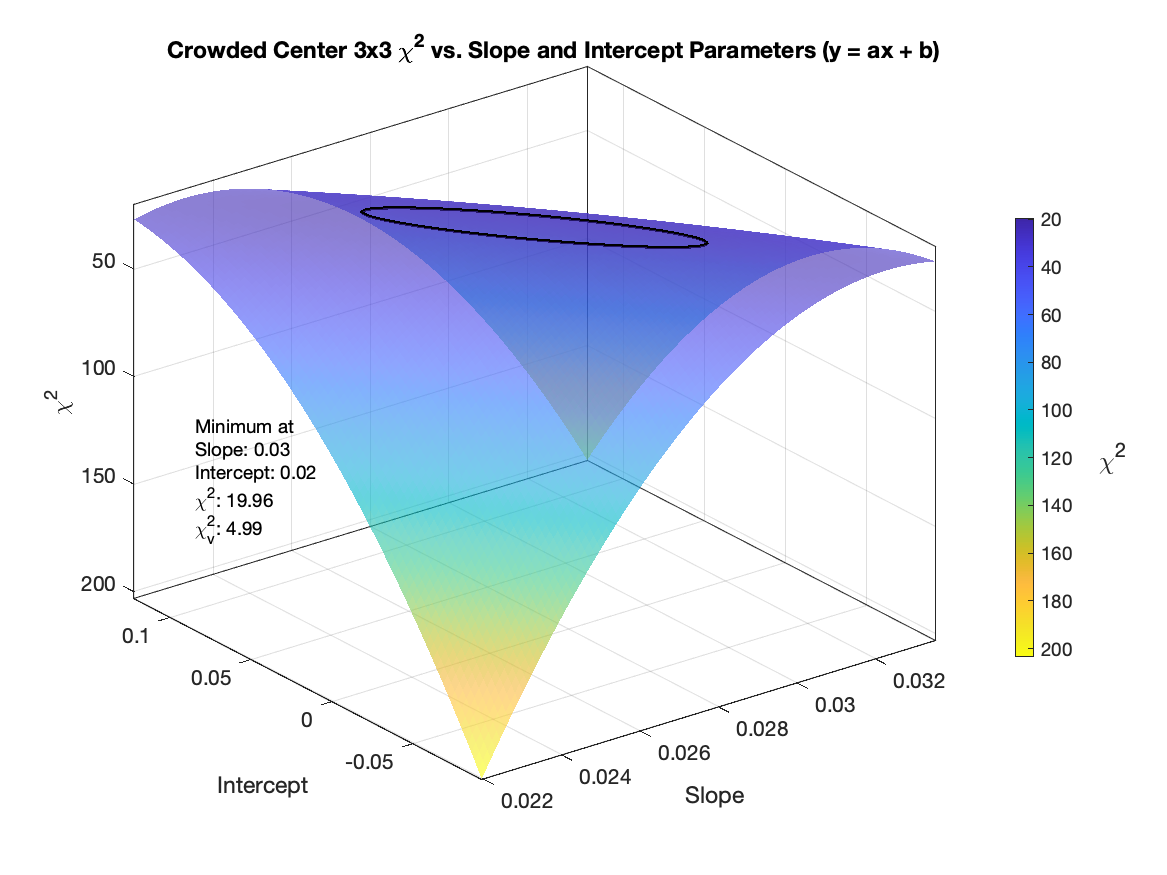 Crowded Center 3x3 χ² vs. Slope and Intercept Parameters (y = ax + b)
50
100
150
200
χ²
Minimum at
Slope: 0.03
Intercept: 0.02
χ²: 19.96
χ²ᵥ: 4.99
0.1
0.05
0
-0.05
Intercept
0.022
0.024
0.026
0.028
0.03
0.032
Slope
20
40
60
80
100
120
140
160
180
200
χ²